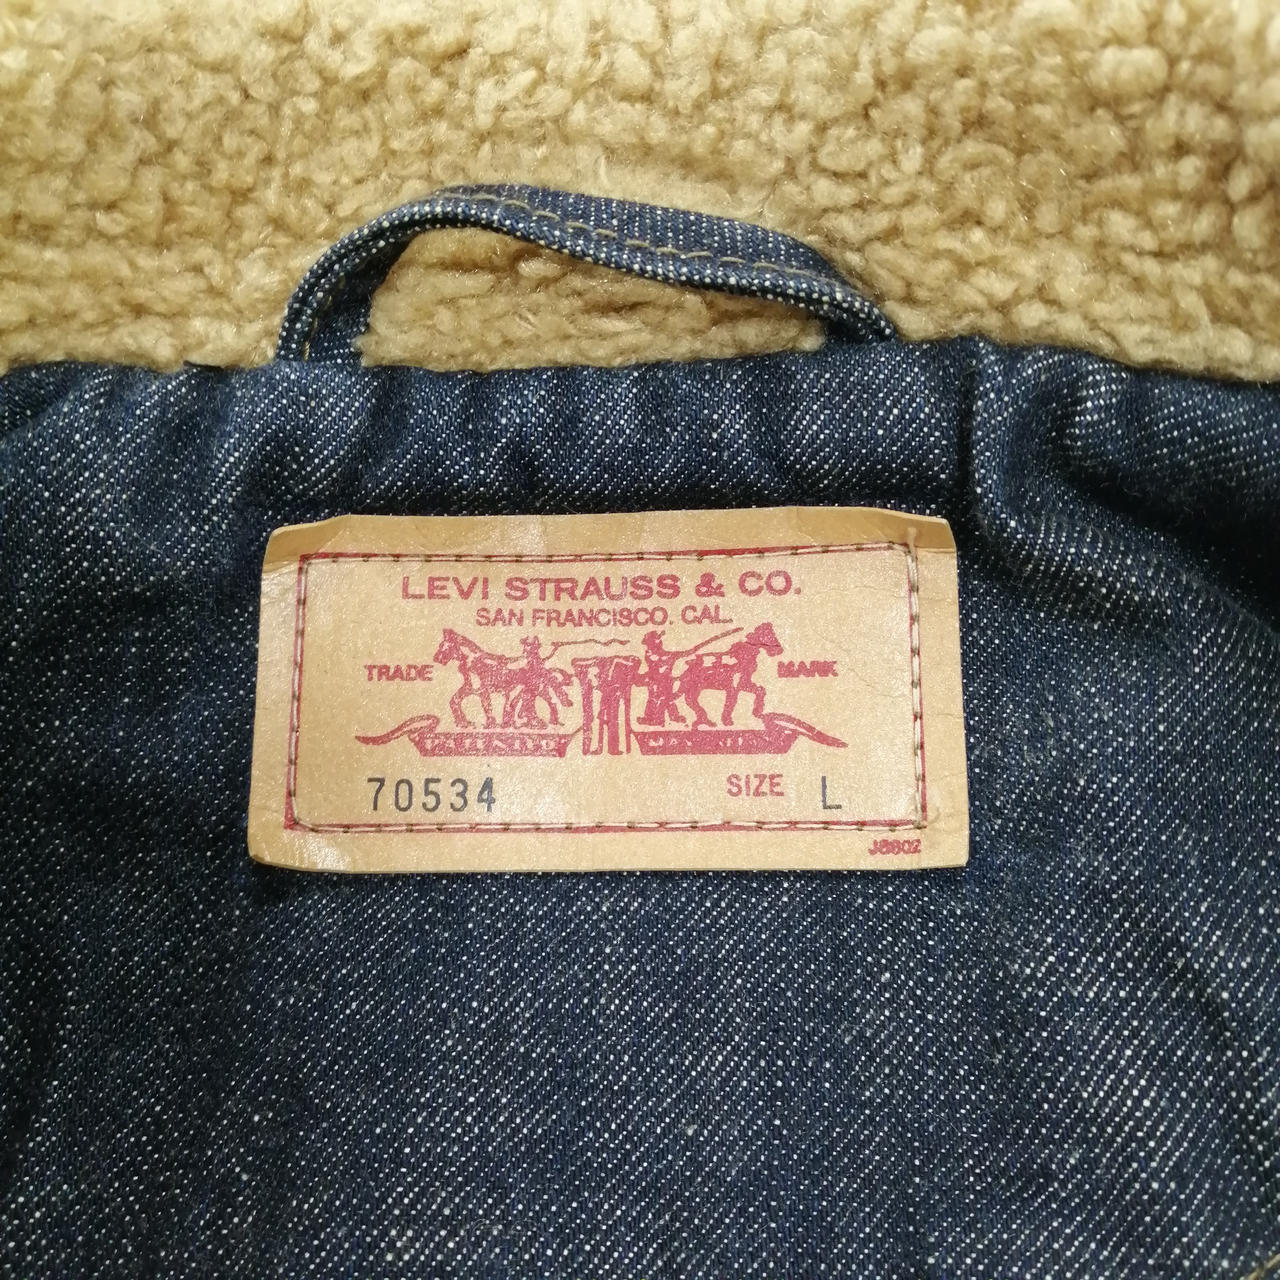 LEVI STRAUSS & CO.
SAN FRANCISCO, CAL.
TRADE MARK
70534 SIZE L
J8802